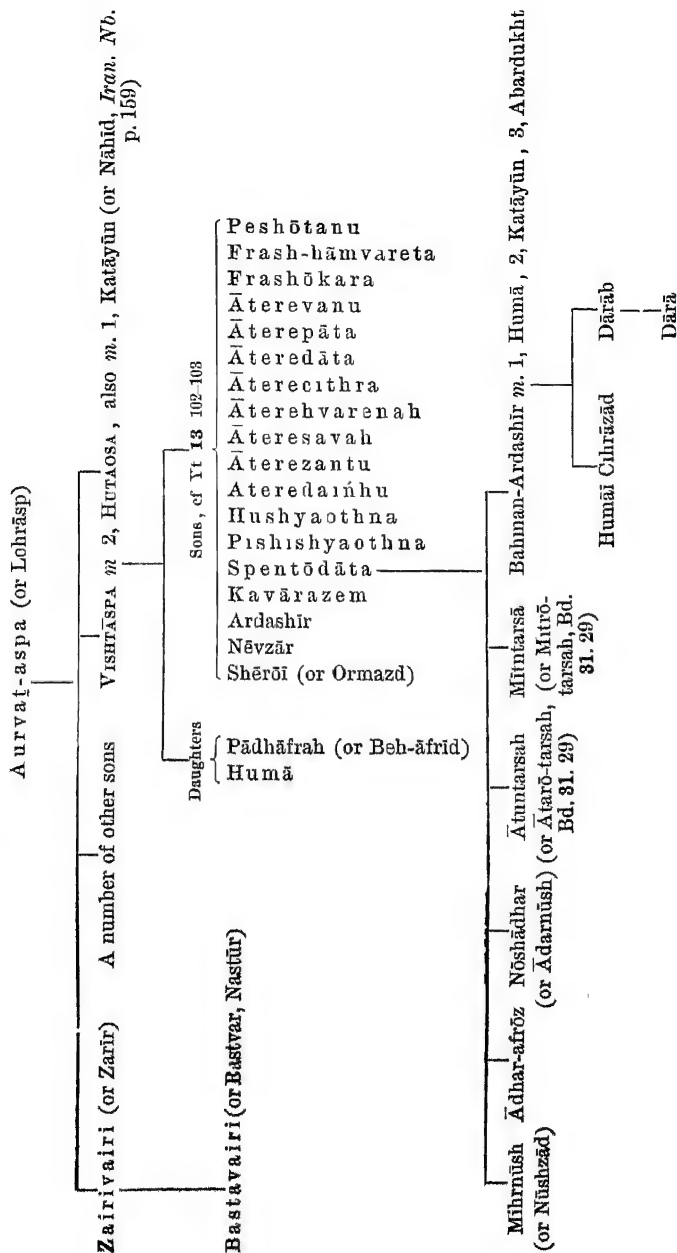 Aurvaṭ-aspa (or Lohrāsp)
Zairivairi (or Zarīr)
A number of other sons
VISHTĀSPA m 2, HUTAOSA, also m. 1, Katāyūn (or Nāhīd, Iran. Nb.
p. 159)
Bastavairi (or Bastvar, Nastūr)
Daughters
Pādhāfrah (or Beh-āfrīd)
Humā
Sons, cf Yt 13 102-103
Peshōtanu
Frash-hāmvareta
Frashōkara
Āterevanu
Āterepāta
Āteredāta
Āterecithra
Āterehvarenah
Āteresavah
Āterezantu
Āteredaińhu
Hushyaothna
Pishishyaothna
Spentōdāta
Kavārazem
Ardashīr
Nēvzār
Shērōī (or Ormazd)
Mihrnūsh
(or Nūshzād)
Ādhar-afrōz
Nōshādhar
(or Ādarnūsh)
Ātuntarsah
(or Ātarō-tarsah,
Bd. 31. 29)
Mītntarsā
(or Mitrō-
tarsah, Bd.
31. 29)
Bahman-Ardashīr m. 1, Humā, 2, Katāyūn, 3, Abardukht
Humāī Cihrāzād
Dārāb
Dārā